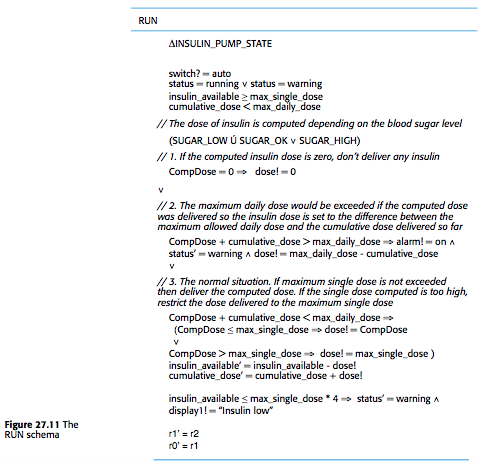 RUN
ΔINSULIN_PUMP_STATE
switch? = auto
status = running v status = warning
insulin_available ≥ max_single_dose
cumulative_dose < max_daily_dose
// The dose of insulin is computed depending on the blood sugar level
(SUGAR_LOW Ú SUGAR_OK v SUGAR_HIGH)
// 1. If the computed insulin dose is zero, don't deliver any insulin
CompDose = 0 ⇒ dose! = 0
v
// 2. The maximum daily dose would be exceeded if the computed dose
was delivered so the insulin dose is set to the difference between the
maximum allowed daily dose and the cumulative dose delivered so far
CompDose + cumulative_dose > max_daily_dose ⇒ alarm! = on ∧
status' = warning ∧ dose! = max_daily_dose - cumulative_dose
v
// 3. The normal situation. If maximum single dose is not exceeded
then deliver the computed dose. If the single dose computed is too high,
restrict the dose delivered to the maximum single dose
CompDose + cumulative_dose < max_daily_dose ⇒
(CompDose ≤ max_single_dose ⇒ dose! = CompDose
v
CompDose > max_single_dose ⇒ dose! = max_single_dose )
insulin_available' = insulin_available - dose!
cumulative_dose' = cumulative_dose + dose!
insulin_available ≤ max_single_dose * 4 ⇒ status' = warning ∧
display1! = "Insulin low"
r1' = r2
r0' = r1
Figure 27.11 The
RUN schema